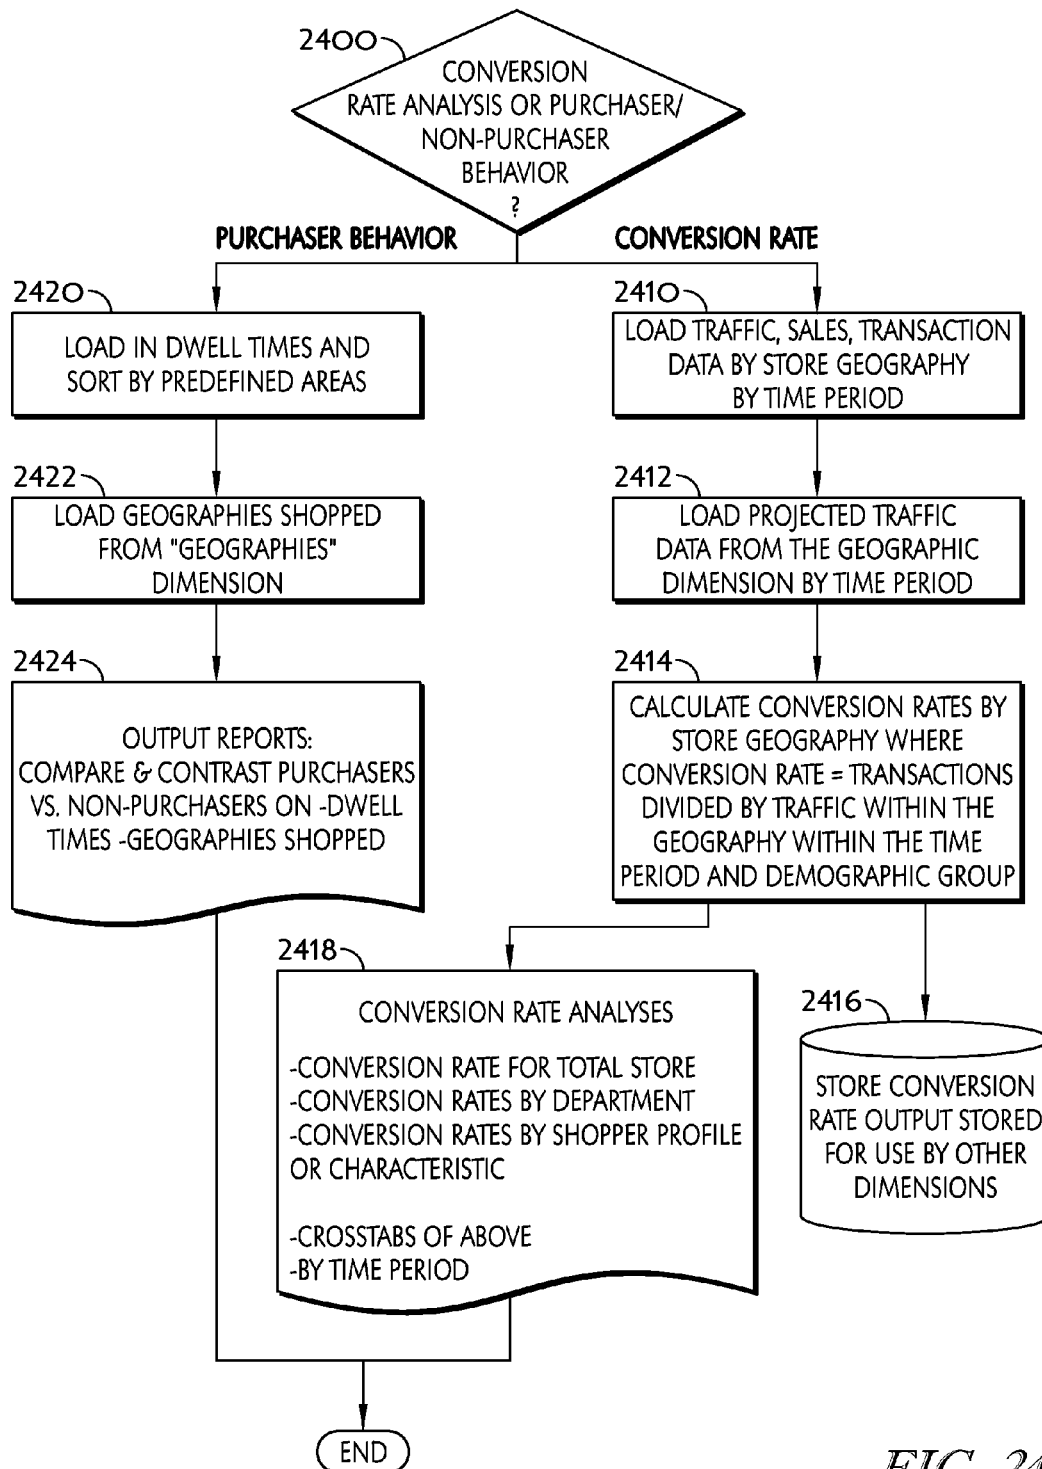 2400
CONVERSION
RATE ANALYSIS OR PURCHASER/
NON-PURCHASER
BEHAVIOR
?
PURCHASER BEHAVIOR
CONVERSION RATE
2420
LOAD IN DWELL TIMES AND
SORT BY PREDEFINED AREAS
2410
LOAD TRAFFIC, SALES, TRANSACTION
DATA BY STORE GEOGRAPHY
BY TIME PERIOD
2422
LOAD GEOGRAPHIES SHOPPED
FROM "GEOGRAPHIES"
DIMENSION
2412
LOAD PROJECTED TRAFFIC
DATA FROM THE GEOGRAPHIC
DIMENSION BY TIME PERIOD
2424
OUTPUT REPORTS:
COMPARE & CONTRAST PURCHASERS
VS. NON-PURCHASERS ON -DWELL
TIMES -GEOGRAPHIES SHOPPED
2414
CALCULATE CONVERSION RATES BY
STORE GEOGRAPHY WHERE
CONVERSION RATE = TRANSACTIONS
DIVIDED BY TRAFFIC WITHIN THE
GEOGRAPHY WITHIN THE TIME
PERIOD AND DEMOGRAPHIC GROUP
2418
CONVERSION RATE ANALYSES
-CONVERSION RATE FOR TOTAL STORE
-CONVERSION RATES BY DEPARTMENT
-CONVERSION RATES BY SHOPPER PROFILE
OR CHARACTERISTIC
-CROSSTABS OF ABOVE
-BY TIME PERIOD
2416
STORE CONVERSION
RATE OUTPUT STORED
FOR USE BY OTHER
DIMENSIONS
END
FIG. 24